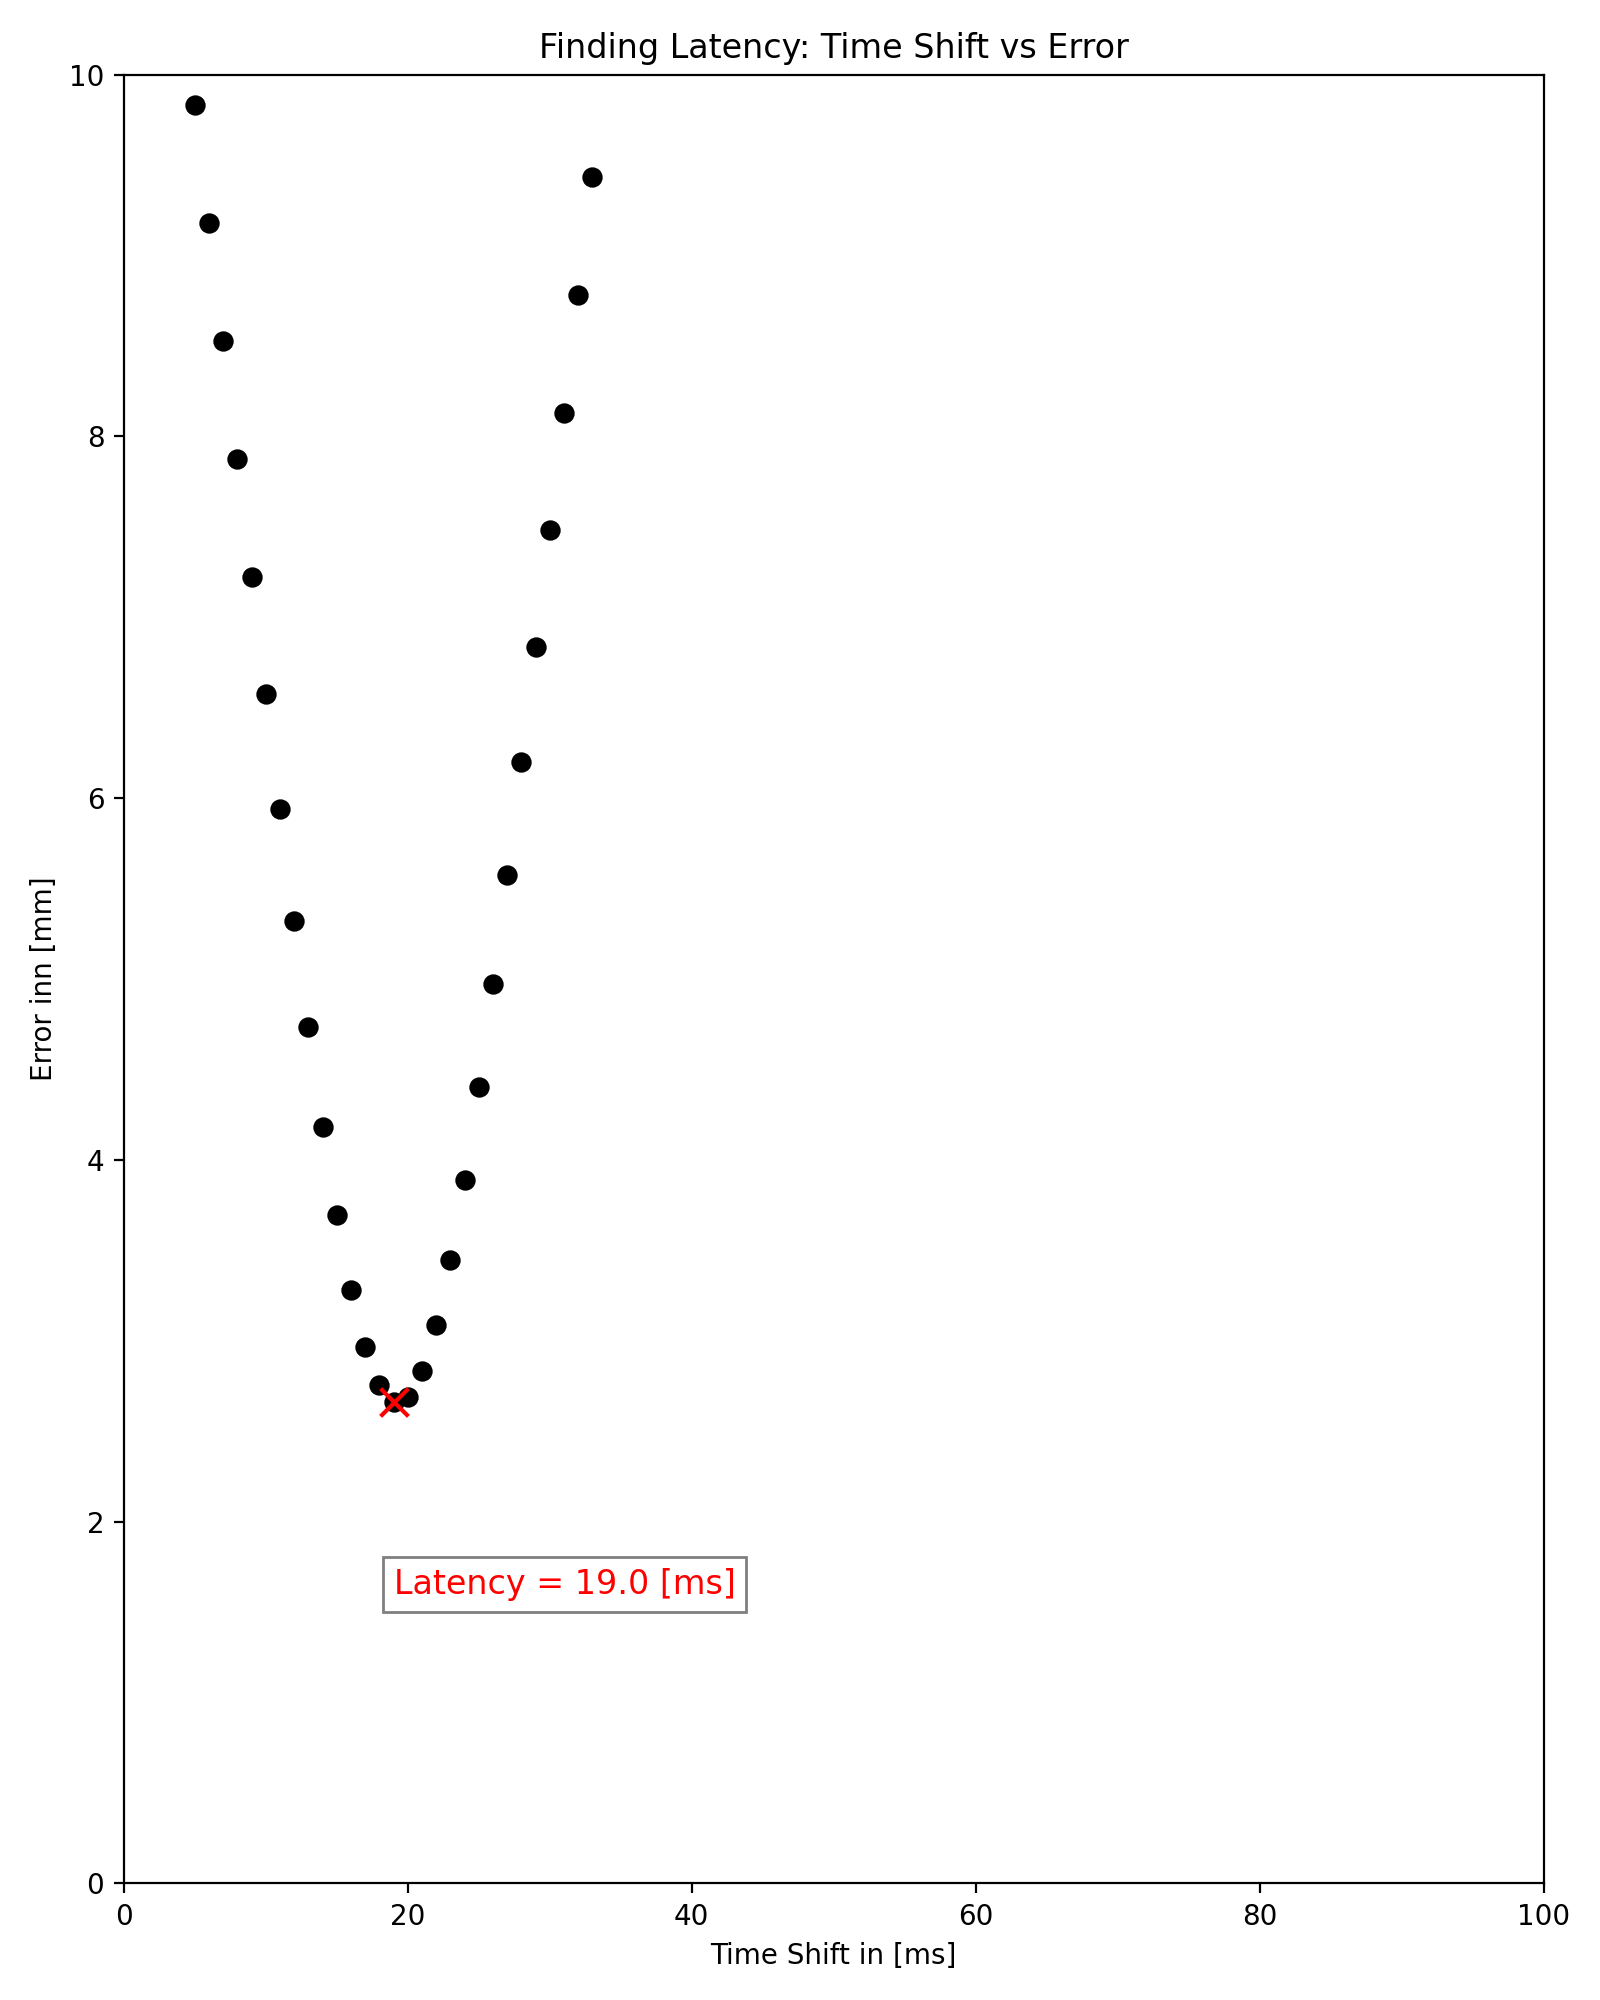 Finding Latency: Time Shift vs Error
10
8
6
4
2
0
Error inn [mm]
Latency = 19.0 [ms]
0 20 40 60 80 100
Time Shift in [ms]